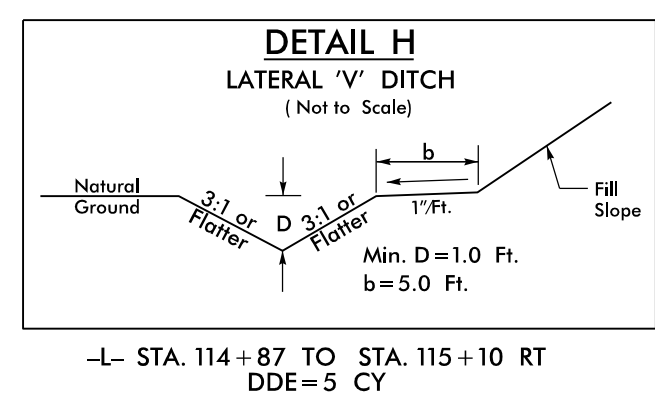 DETAIL H
LATERAL 'V' DITCH
( Not to Scale)
b
Natural
Ground
3:1 or
Flatter
D
3:1 or
Flatter
1"/Ft.
Fill
Slope
Min. D=1.0 Ft.
b=5.0 Ft.
-L- STA. 114+87 TO STA. 115+10 RT
DDE=5 CY